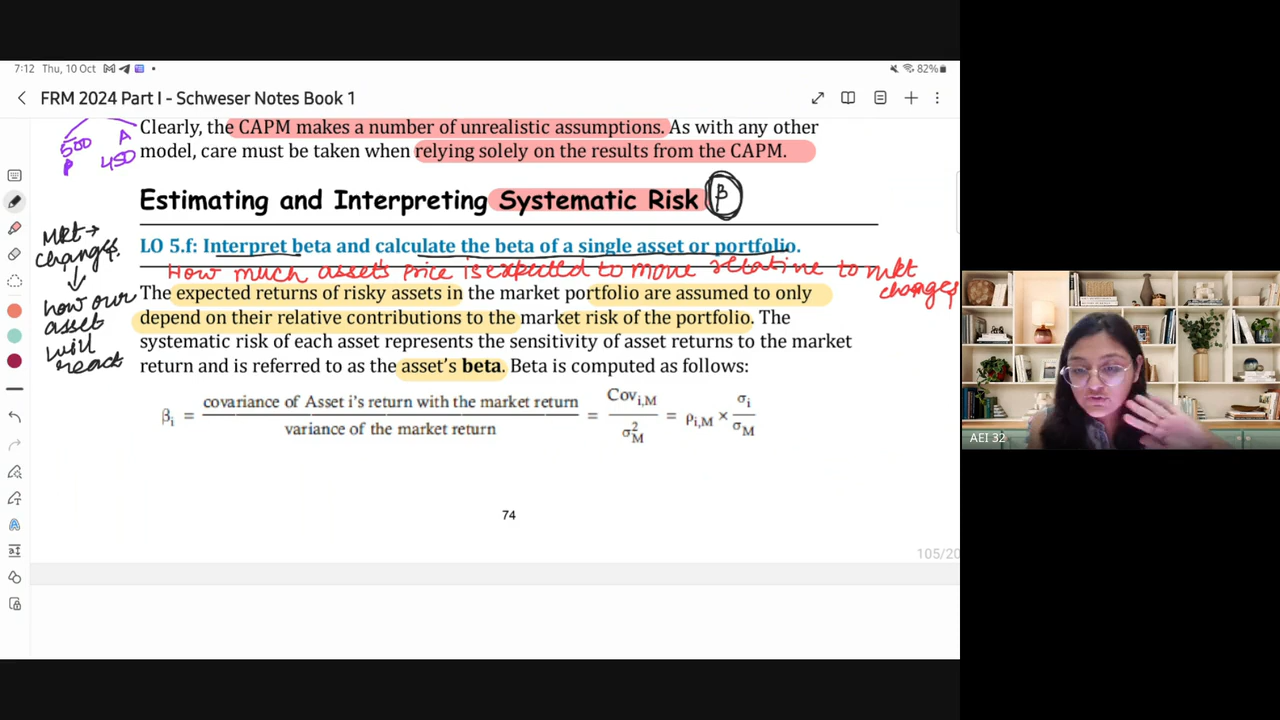 7:12 Thu, 10 Oct
82%
FRM 2024 Part I - Schweser Notes Book 1
Clearly, the CAPM makes a number of unrealistic assumptions. As with any other
model, care must be taken when relying solely on the results from the CAPM.
500 A
P 450
Estimating and Interpreting Systematic Risk β
LO 5.f: Interpret beta and calculate the beta of a single asset or portfolio.
How much asset's price is expected to move relative to mkt
changes
Mkt →
changes.
↓
how our
asset
will
react
The expected returns of risky assets in the market portfolio are assumed to only
depend on their relative contributions to the market risk of the portfolio. The
systematic risk of each asset represents the sensitivity of asset returns to the market
return and is referred to as the asset's beta. Beta is computed as follows:
βi = covariance of Asset i's return with the market return / variance of the market return = Covi,M / σ²M = ρi,M × σi / σM
74
105/20
AEI 32